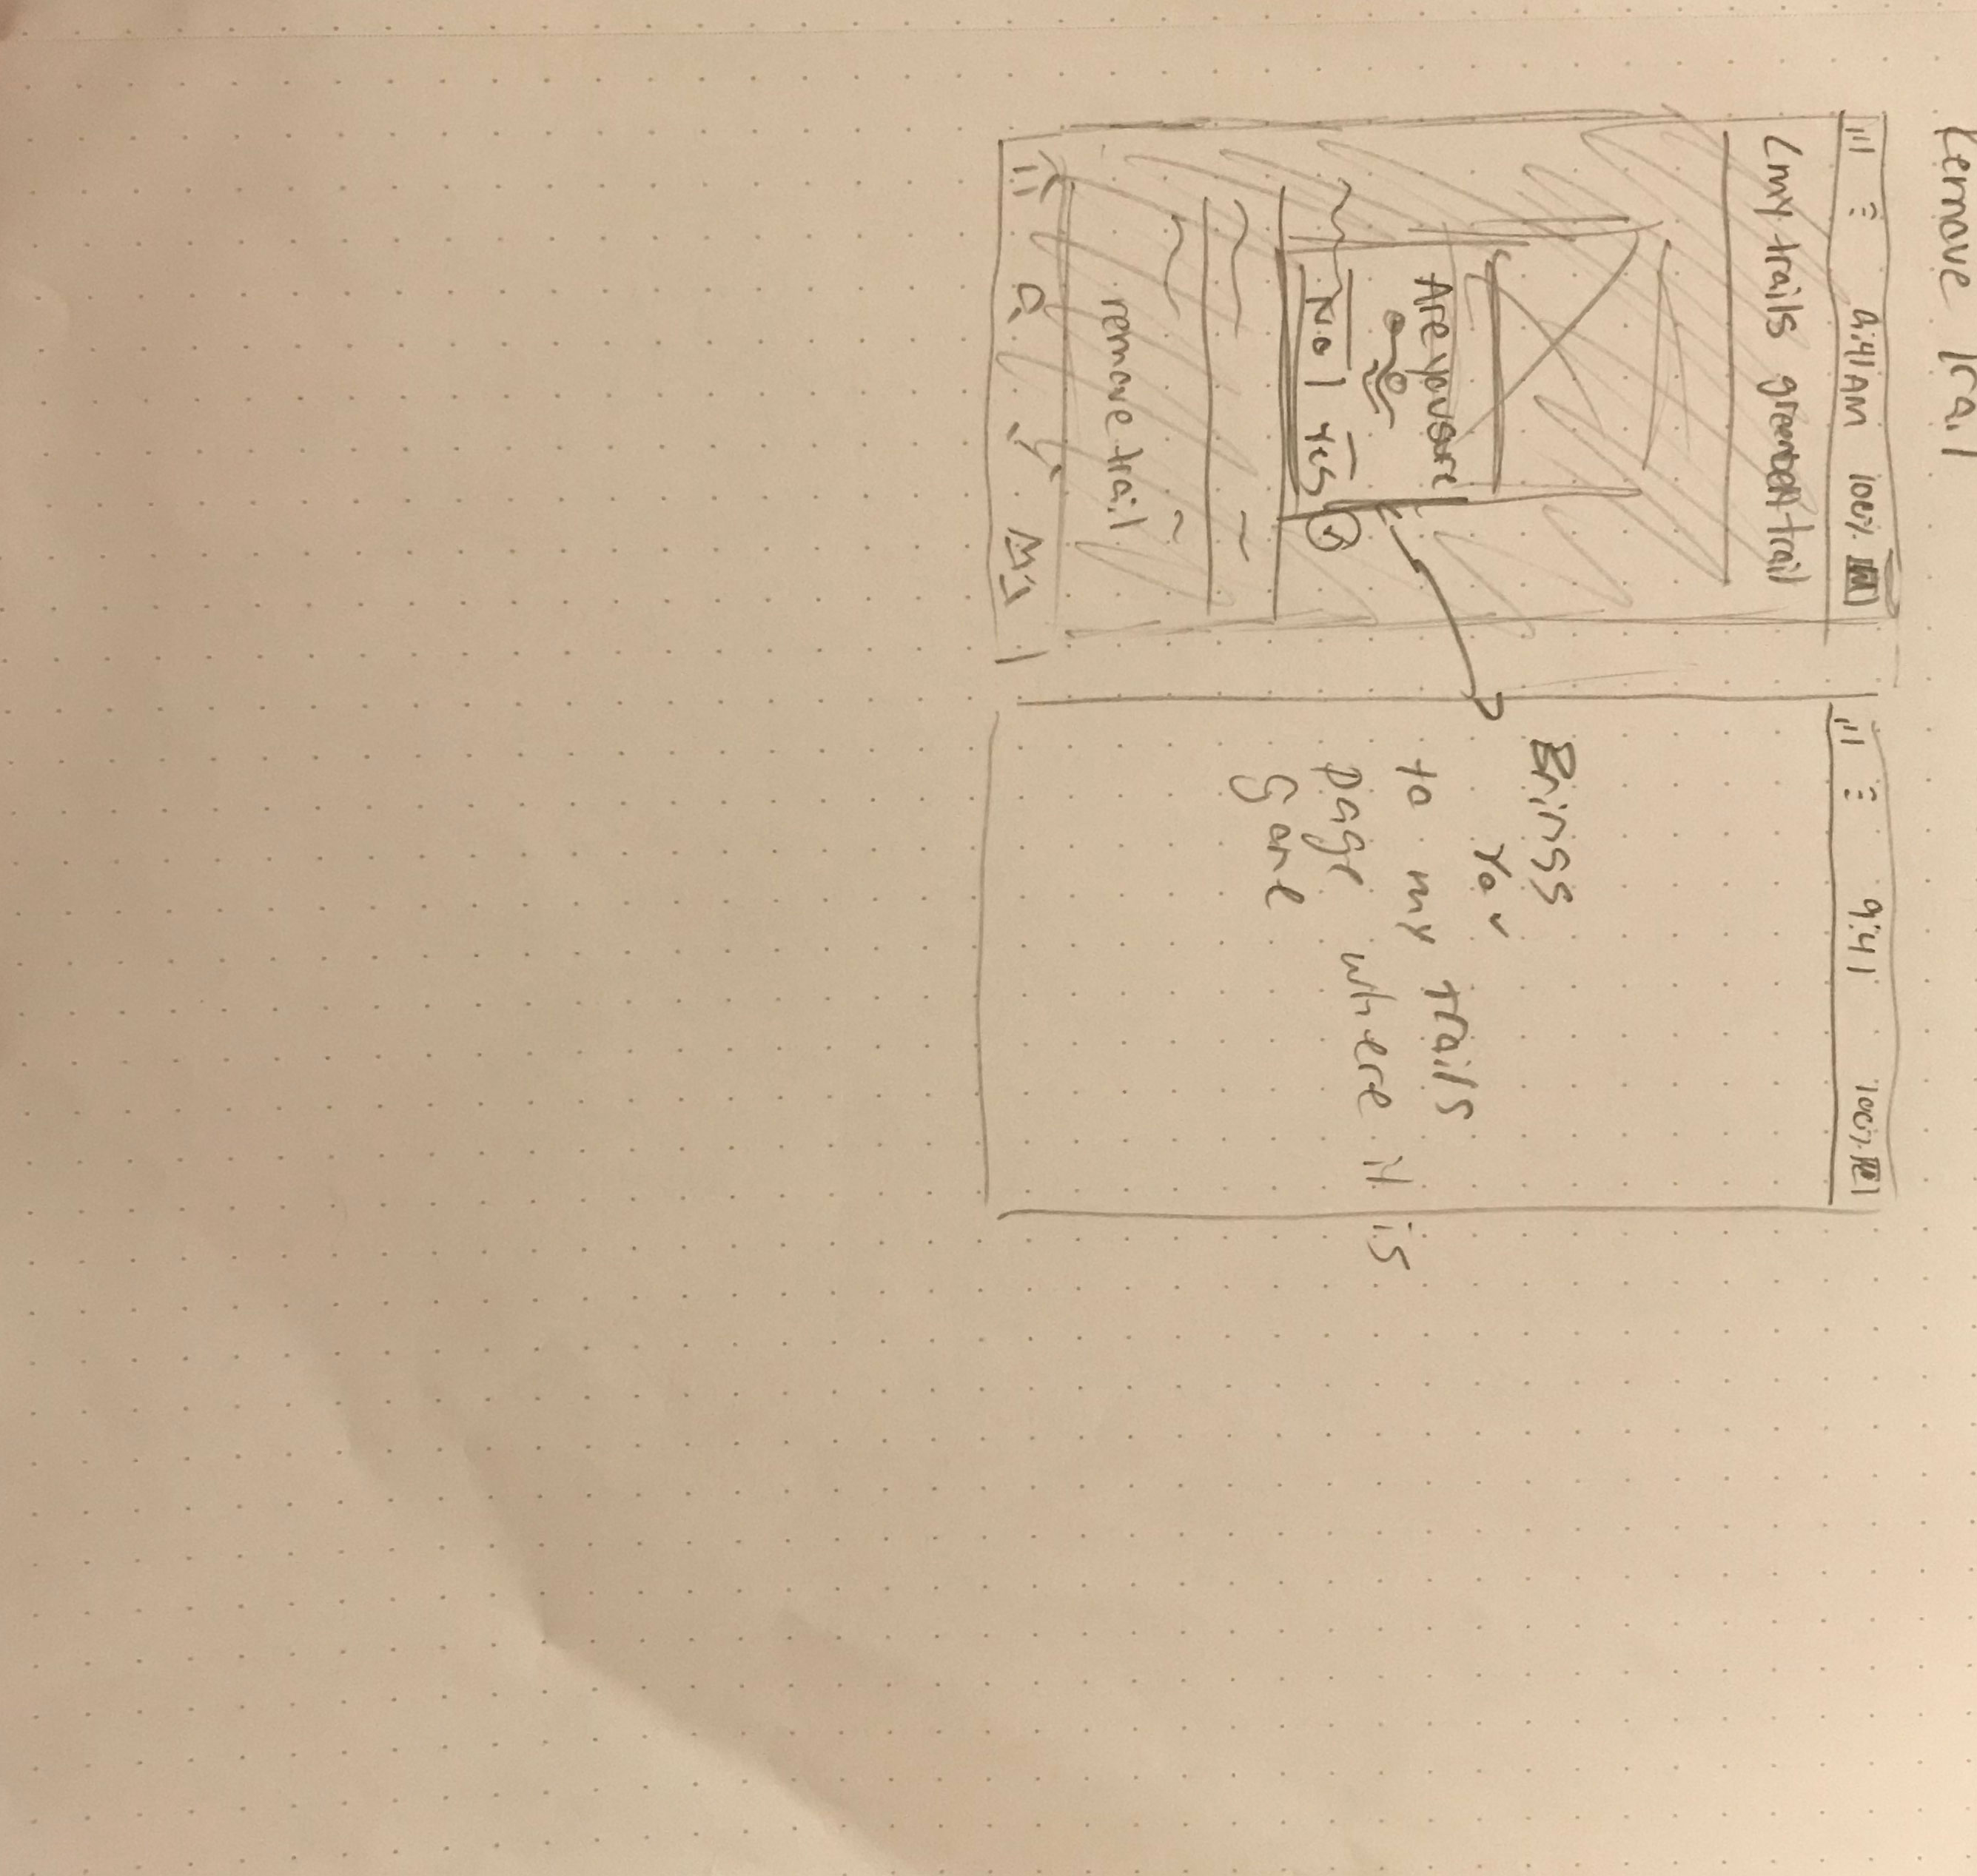 Remove Trail
9:41 AM 100%
< my trails greenbelt trail
Are you sure
No | Yes
remove trail
9:41 100%
Brings
You
to my trails
page where it is
gone